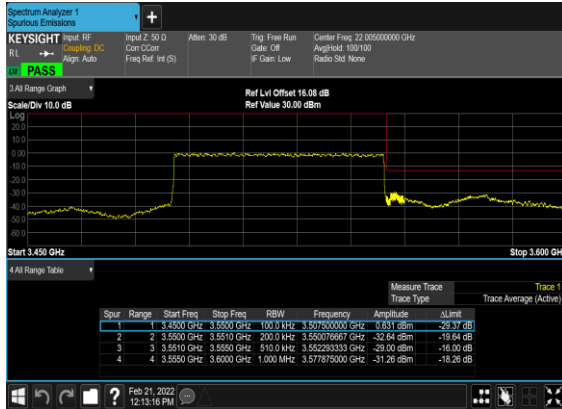 Spectrum Analyzer 1
Spurious Emissions
+
KEYSIGHT Input: RF Input Z: 50 Ω Atten: 30 dB Trig: Free Run Center Freq: 22.005000000 GHz
RL Coupling: DC Corr CCorr Gate: Off Avg|Hold: 100/100
Align: Auto Freq Ref: Int (S) IF Gain: Low Radio Std: None
PASS
3 All Range Graph
Ref Lvl Offset 16.08 dB
Scale/Div 10.0 dB Ref Value 30.00 dBm
Log
20.0
10.0
0.00
-10.0
-20.0
-30.0
-40.0
-50.0
-60.0
Start 3.450 GHz Stop 3.600 GH
4 All Range Table
Measure Trace Trace 1
Trace Type Trace Average (Active)
Spur Range Start Freq Stop Freq RBW Frequency Amplitude ΔLimit
1 1 3.4500 GHz 3.5500 GHz 100.0 kHz 3.507500000 GHz 0.631 dBm -29.37 dB
2 2 3.5500 GHz 3.5510 GHz 200.0 kHz 3.550076667 GHz -32.64 dBm -19.64 dB
3 3 3.5510 GHz 3.5550 GHz 510.0 kHz 3.552293333 GHz -29.00 dBm -16.00 dB
4 4 3.5550 GHz 3.6000 GHz 1.000 MHz 3.577875000 GHz -31.26 dBm -18.26 dB
? Feb 21, 2022
12:13:16 PM